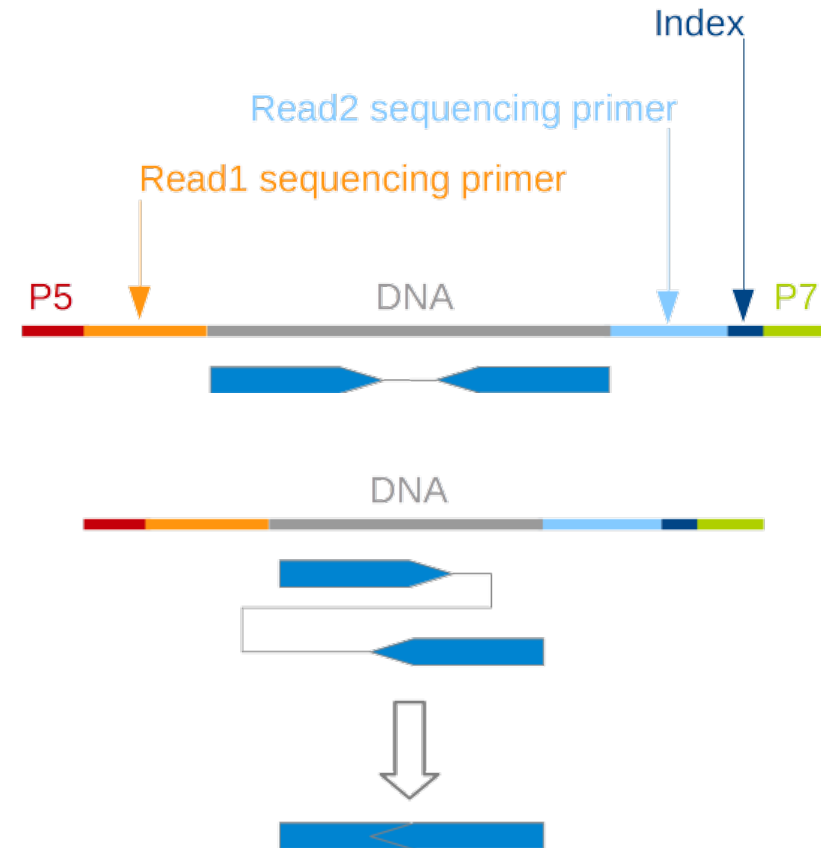 Index
Read2 sequencing primer
Read1 sequencing primer
P5 DNA P7
DNA